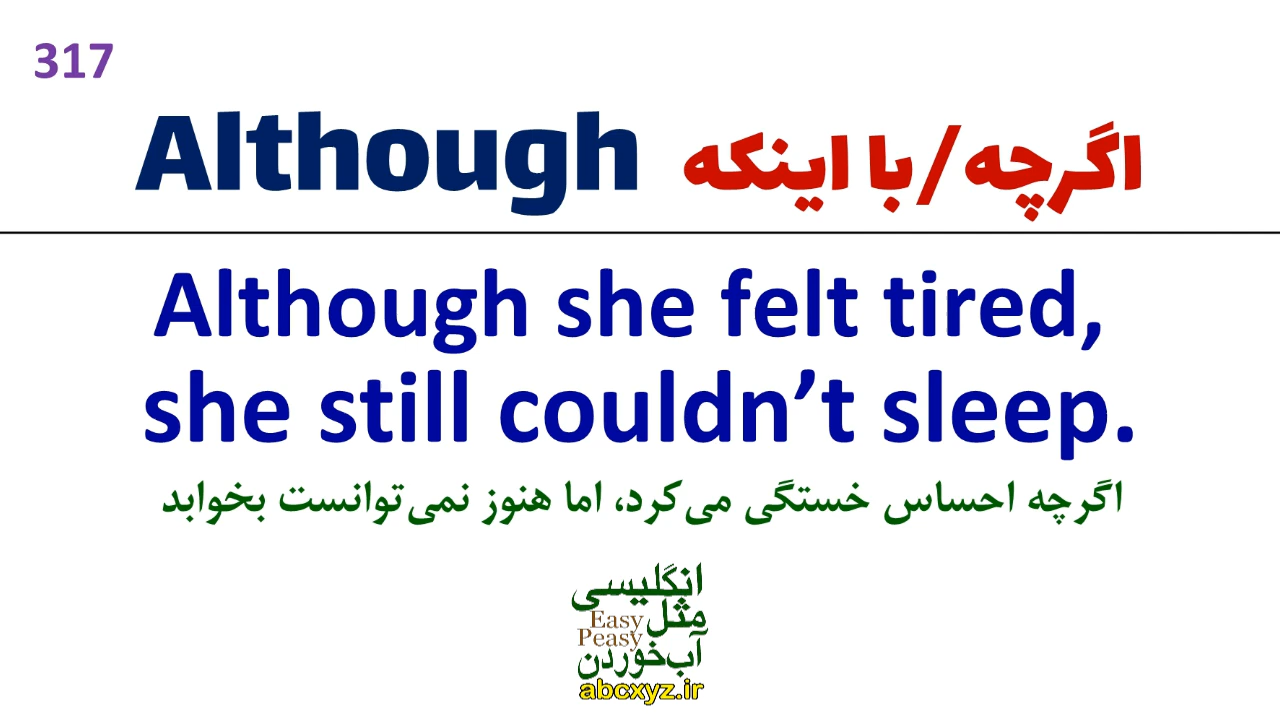 317
Although اگرچه/با اینکه
Although she felt tired,
she still couldn’t sleep.
اگرچه احساس خستگی می‌کرد، اما هنوز نمی‌توانست بخوابد
انگلیسی
مثل
Easy
Peasy
آب‌خوردن
abcxyz.ir